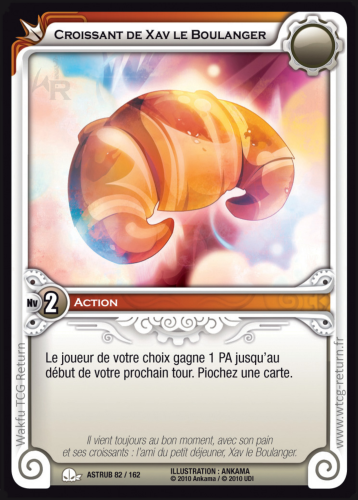 Croissant de Xav le Boulanger
WR
Nv 2 Action
Le joueur de votre choix gagne 1 PA jusqu'au
début de votre prochain tour. Piochez une carte.
Il vient toujours au bon moment, avec son pain
et ses croissants : l'ami du petit déjeuner, Xav le Boulanger.
ASTRUB 82 / 162
ILLUSTRATION : ANKAMA
© 2010 Ankama / © 2010 UDI
Wakfu TCG Return
www.wtcg-return.fr